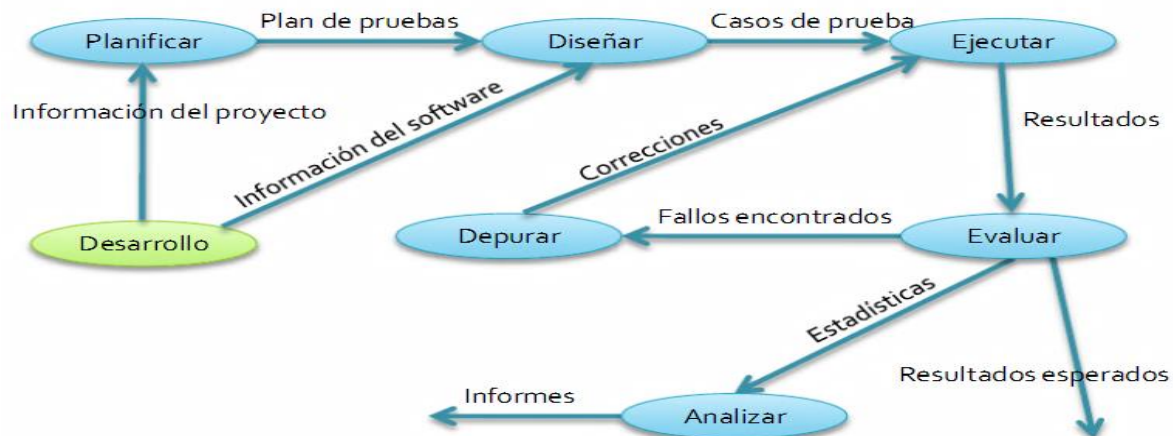 Plan de pruebas
Casos de prueba
Planificar
Diseñar
Ejecutar
Información del proyecto
Información del software
Correcciones
Resultados
Desarrollo
Depurar
Fallos encontrados
Evaluar
Estadísticas
Resultados esperados
Informes
Analizar